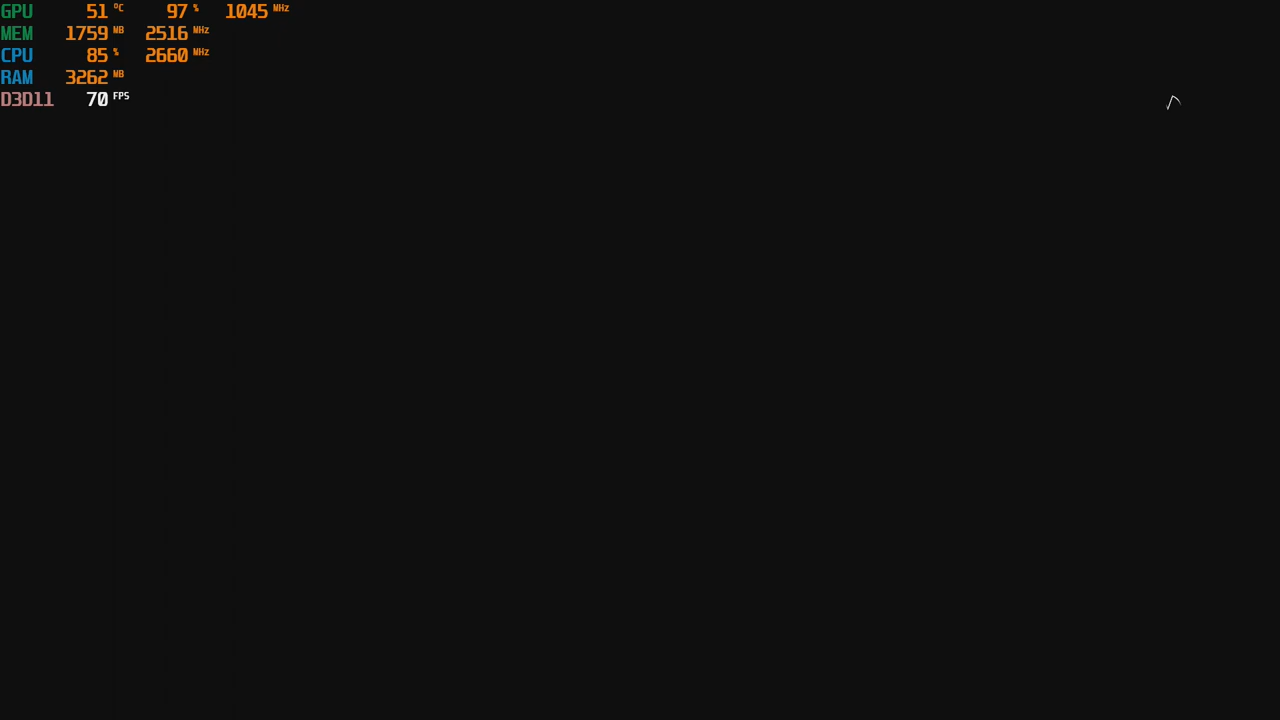 GPU 51 °C 97 % 1045 MHz
MEM 1759 MB 2516 MHz
CPU 85 % 2660 MHz
RAM 3262 MB
D3D11 70 FPS